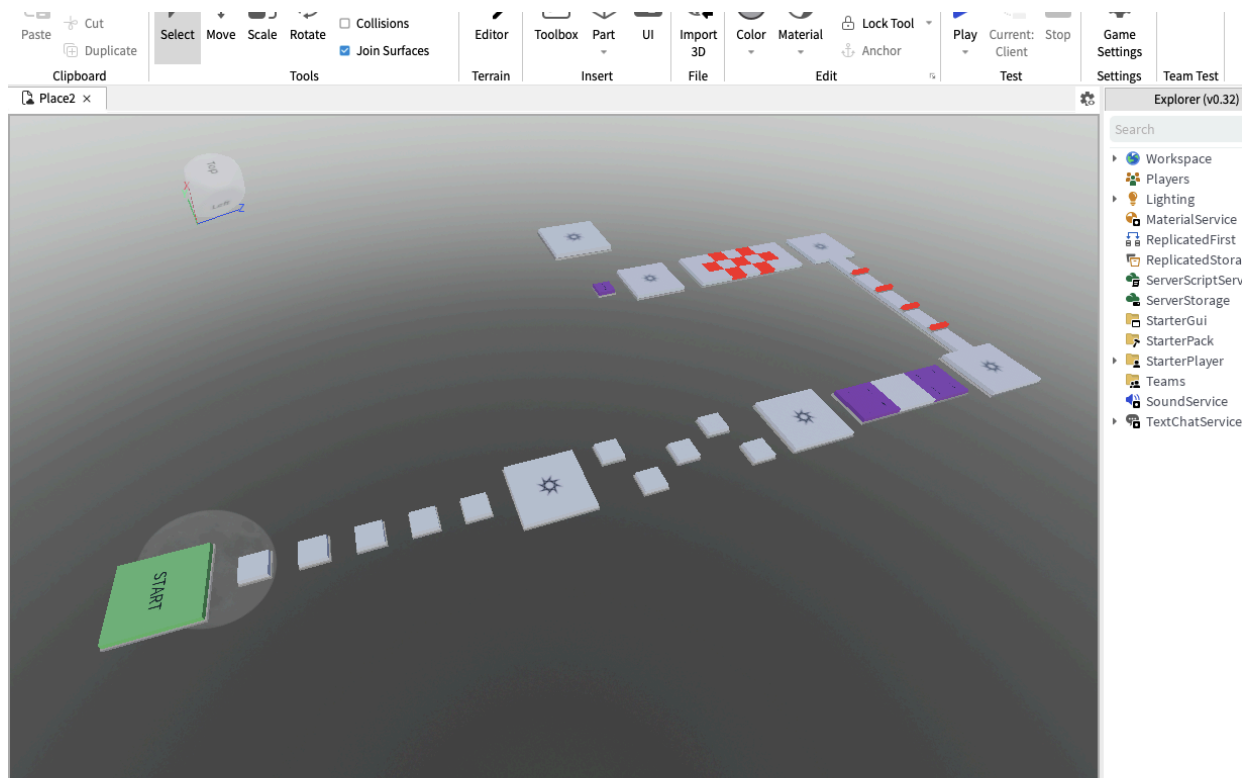 Paste
Cut
Duplicate
Clipboard
Select
Move
Scale
Rotate
Collisions
Join Surfaces
Tools
Editor
Terrain
Toolbox
Part
UI
Insert
Import
3D
File
Color
Material
Lock Tool
Anchor
Edit
Play
Current:
Client
Stop
Test
Game
Settings
Settings
Team Test
Place2 ×
Explorer (v0.32)
Search
Workspace
Players
Lighting
MaterialService
ReplicatedFirst
ReplicatedStora
ServerScriptServ
ServerStorage
StarterGui
StarterPack
StarterPlayer
Teams
SoundService
TextChatService
Top
X
Z
START